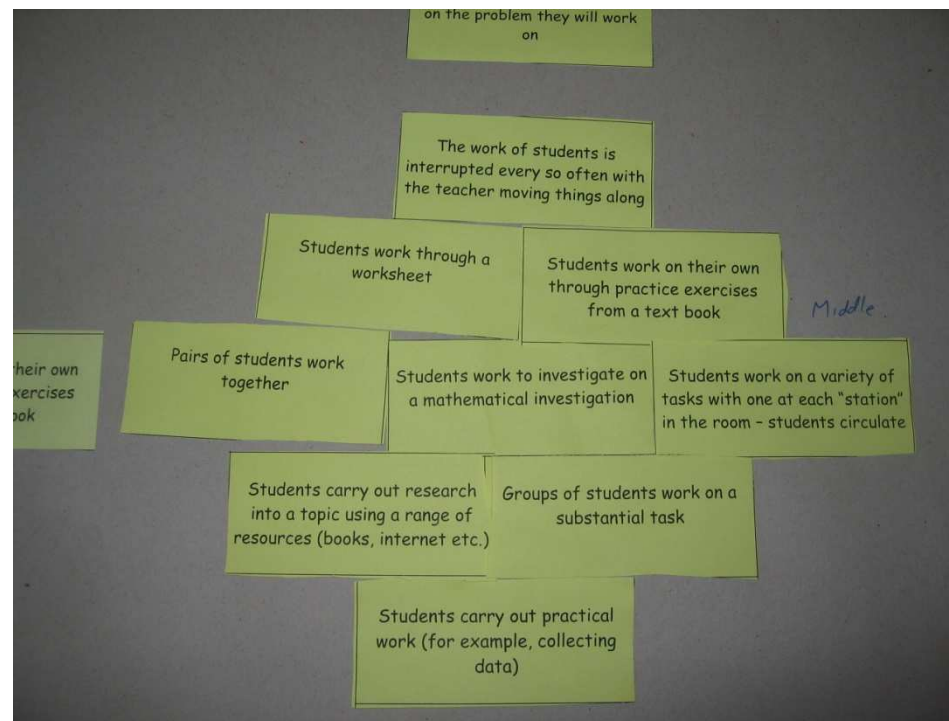 on the problem they will work
on
The work of students is
interrupted every so often with
the teacher moving things along
Students work through a
worksheet
Students work on their own
through practice exercises
from a text book
Middle.
their own
xercises
ook
Pairs of students work
together
Students work to investigate on
a mathematical investigation
Students work on a variety of
tasks with one at each "station"
in the room – students circulate
Students carry out research
into a topic using a range of
resources (books, internet etc.)
Groups of students work on a
substantial task
Students carry out practical
work (for example, collecting
data)